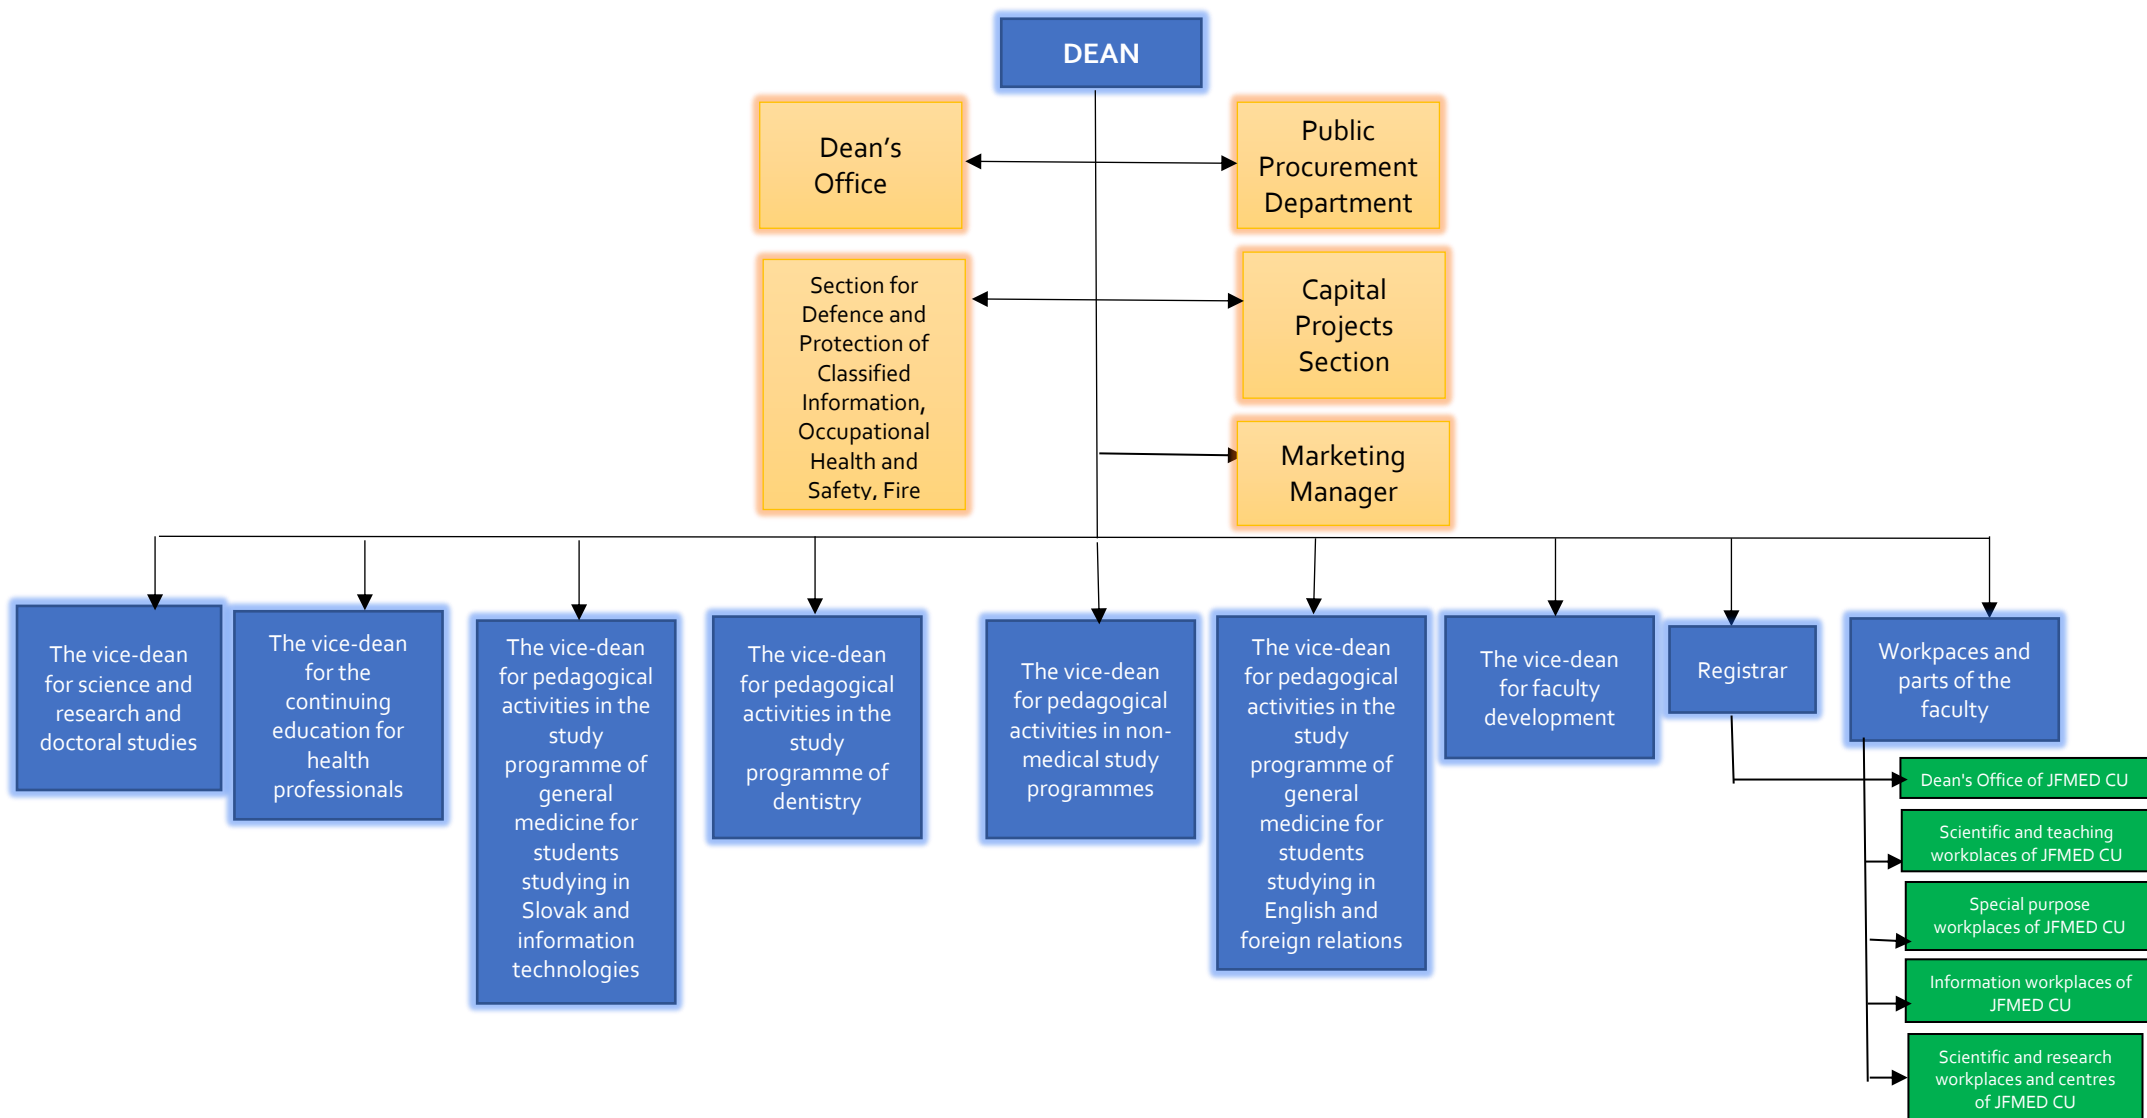 DEAN
Dean's
Office
Public
Procurement
Department
Section for
Defence and
Protection of
Classified
Information,
Occupational
Health and
Safety, Fire
Capital
Projects
Section
Marketing
Manager
The vice-dean
for science and
research and
doctoral studies
The vice-dean
for the
continuing
education for
health
professionals
The vice-dean
for pedagogical
activities in the
study
programme of
general
medicine for
students
studying in
Slovak and
information
technologies
The vice-dean
for pedagogical
activities in the
study
programme of
dentistry
The vice-dean
for pedagogical
activities in non-
medical study
programmes
The vice-dean
for pedagogical
activities in the
study
programme of
general
medicine for
students
studying in
English and
foreign relations
The vice-dean
for faculty
development
Registrar
Workpaces and
parts of the
faculty
Dean's Office of JFMED CU
Scientific and teaching
workplaces of JFMED CU
Special purpose
workplaces of JFMED CU
Information workplaces of
JFMED CU
Scientific and research
workplaces and centres
of JFMED CU